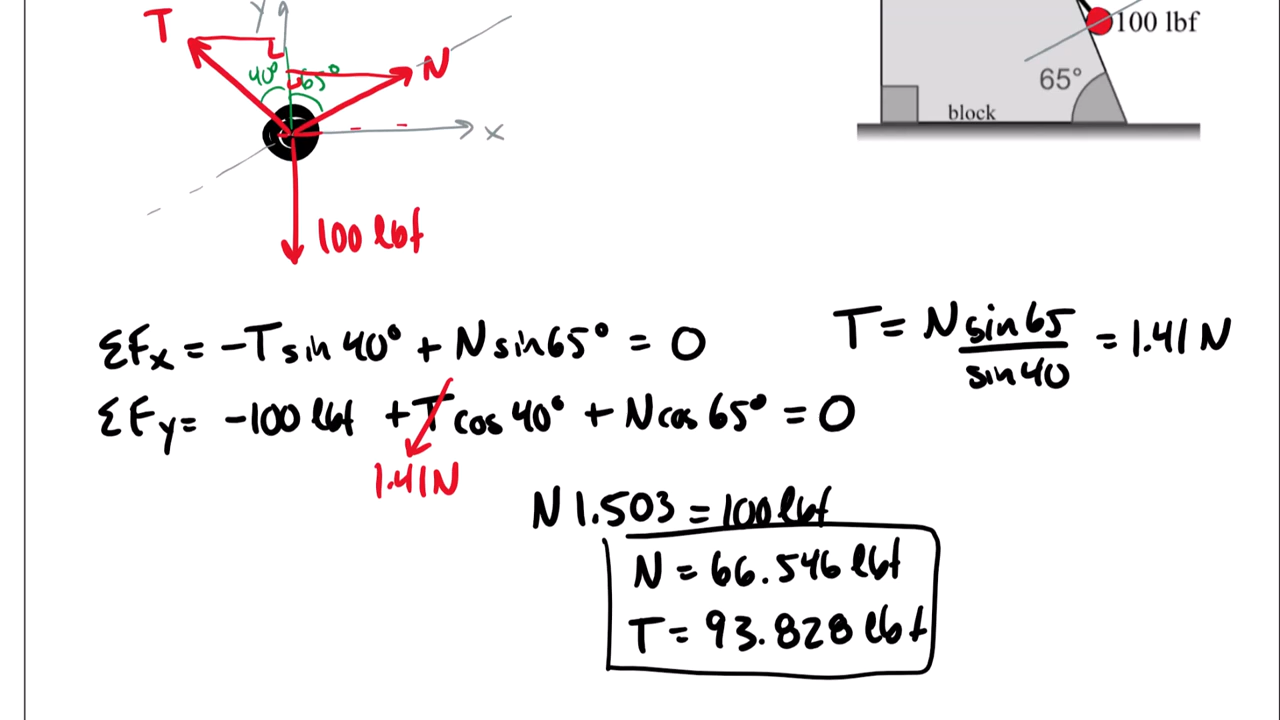 T
y
40° 65°
N
x
100 lbf
100 lbf
65°
block
ΣFx = -T sin 40° + N sin 65° = 0
T = N sin 65 / sin 40 = 1.41 N
ΣFy = -100 lbf + T cos 40° + N cos 65° = 0
1.41N
N 1.503 = 100 lbf
N = 66.546 lbf
T = 93.828 lbf